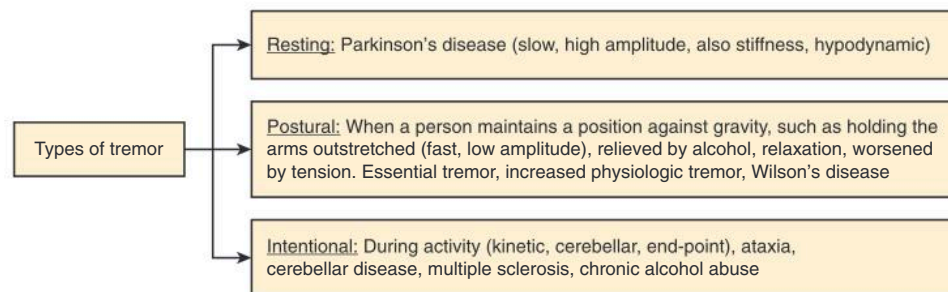 Types of tremor
Resting: Parkinson's disease (slow, high amplitude, also stiffness, hypodynamic)
Postural: When a person maintains a position against gravity, such as holding the
arms outstretched (fast, low amplitude), relieved by alcohol, relaxation, worsened
by tension. Essential tremor, increased physiologic tremor, Wilson's disease
Intentional: During activity (kinetic, cerebellar, end-point), ataxia,
cerebellar disease, multiple sclerosis, chronic alcohol abuse